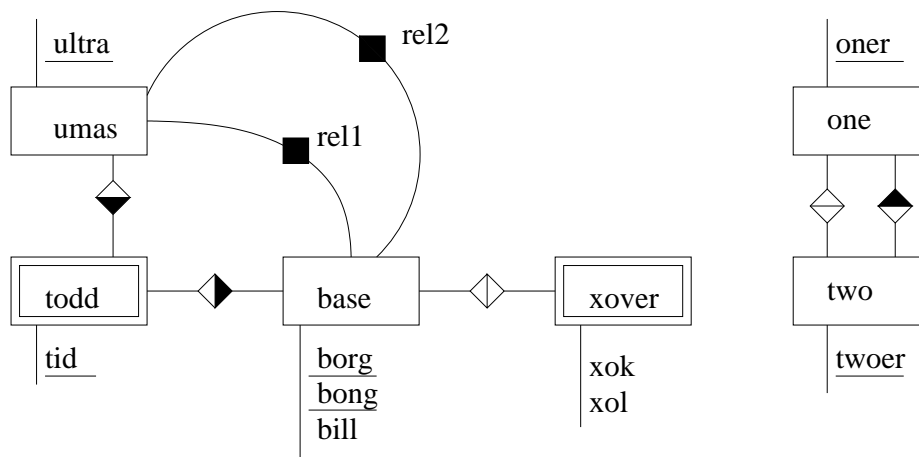 ultra
rel2
oner
umas
rel1
one
todd
base
xover
two
tid
borg
bong
bill
xok
xol
twoer